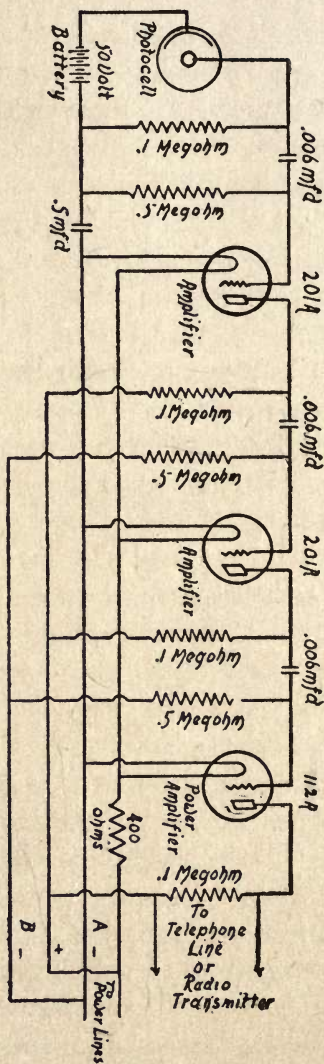 50 Volt
Battery
Photocell
.1 Megohm
.006 mfd
.5 Megohm
.5 mfd
201A
Amplifier
.1 Megohm
.006 mfd
.5 Megohm
201A
Amplifier
.1 Megohm
.006 mfd
.5 Megohm
112A
Power
Amplifier
400
ohms
.1 Megohm
To
Telephone
Line
or
Radio
Transmitter
B
-
+
A
-
Power Lines